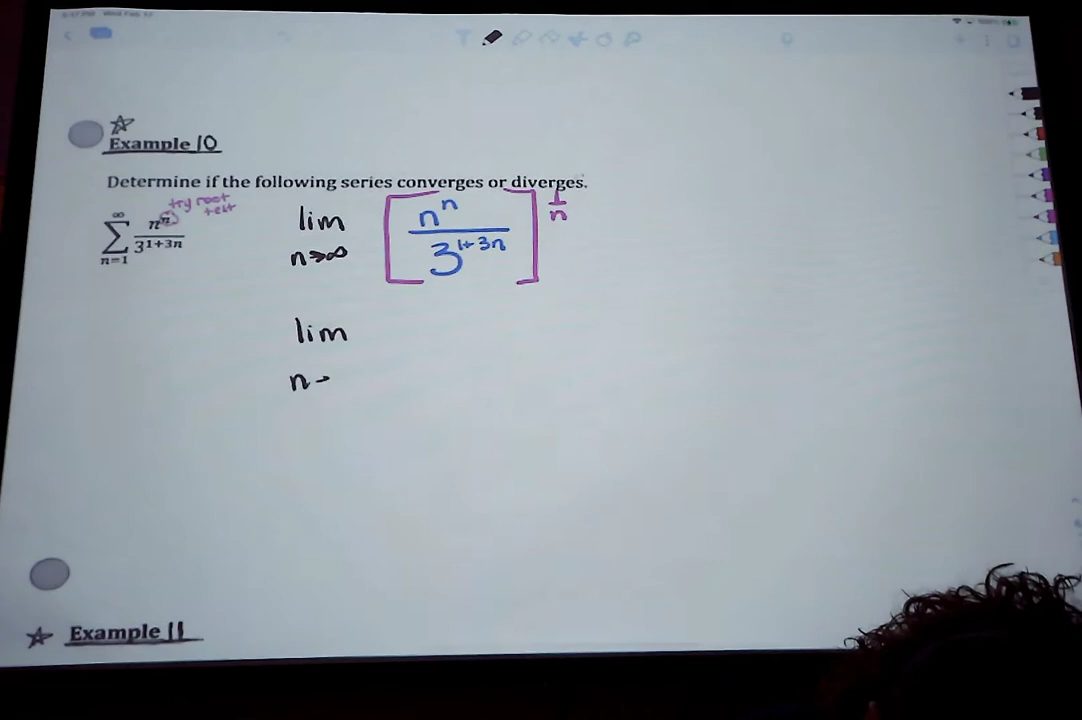 Example 10
Determine if the following series converges or diverges.
try root test
∞
∑ n^n / 3^{1+3n}
n=1
lim n→∞ [ n^n / 3^{1+3n} ]^{1/n}
lim
n→
Example 11